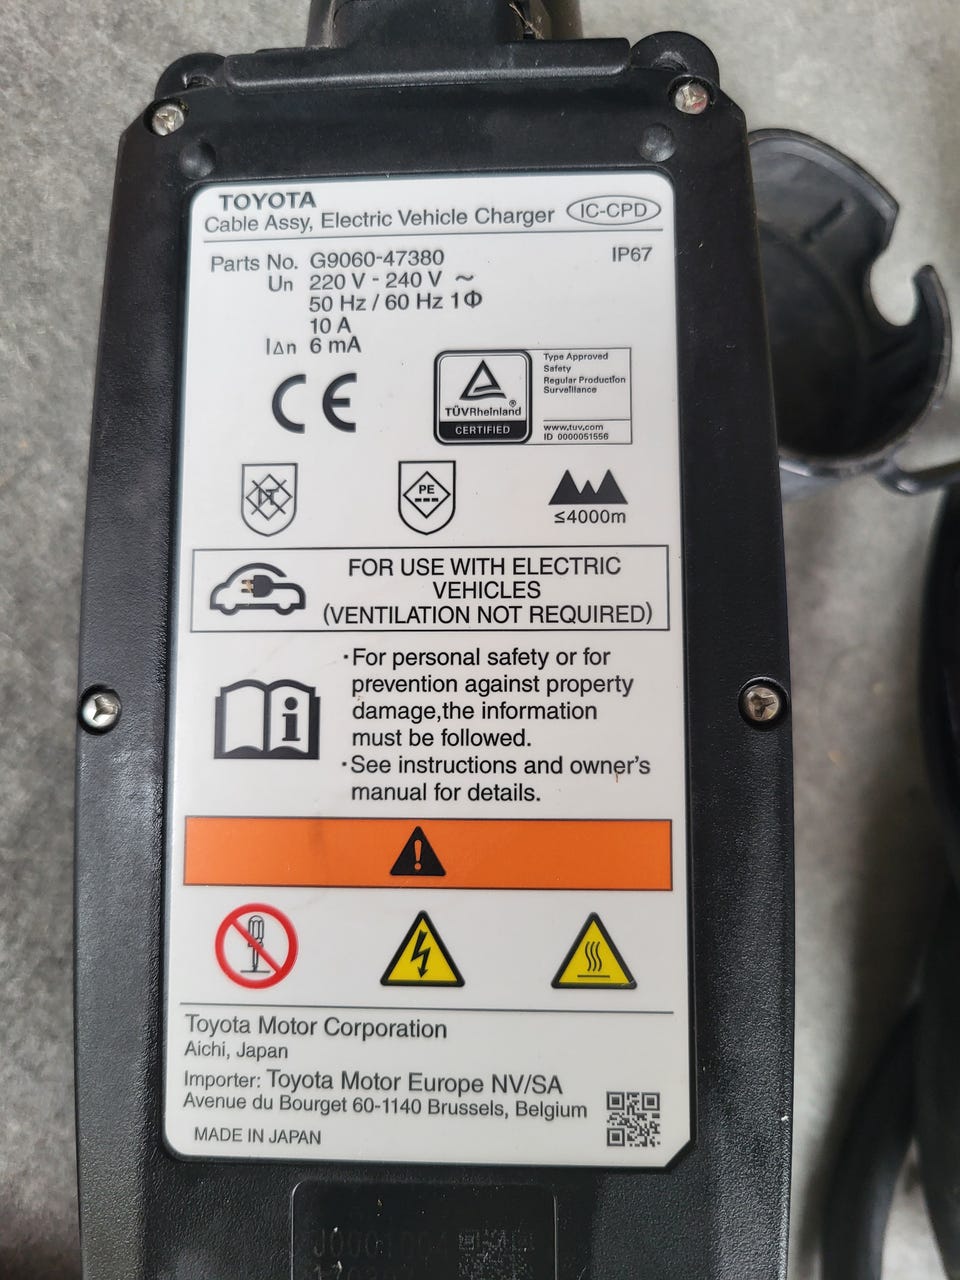 TOYOTA
Cable Assy, Electric Vehicle Charger
IC-CPD
Parts No. G9060-47380
IP67
Un 220 V - 240 V ~
50 Hz / 60 Hz 1Φ
10 A
I∆n 6 mA
CE
TÜVRheinland®
CERTIFIED
Type Approved
Safety
Regular Production
Surveillance
www.tuv.com
ID 0000051556
IT
PE
≤4000m
FOR USE WITH ELECTRIC
VEHICLES
(VENTILATION NOT REQUIRED)
·For personal safety or for
prevention against property
damage,the information
must be followed.
·See instructions and owner's
manual for details.
Toyota Motor Corporation
Aichi, Japan
Importer: Toyota Motor Europe NV/SA
Avenue du Bourget 60-1140 Brussels, Belgium
MADE IN JAPAN